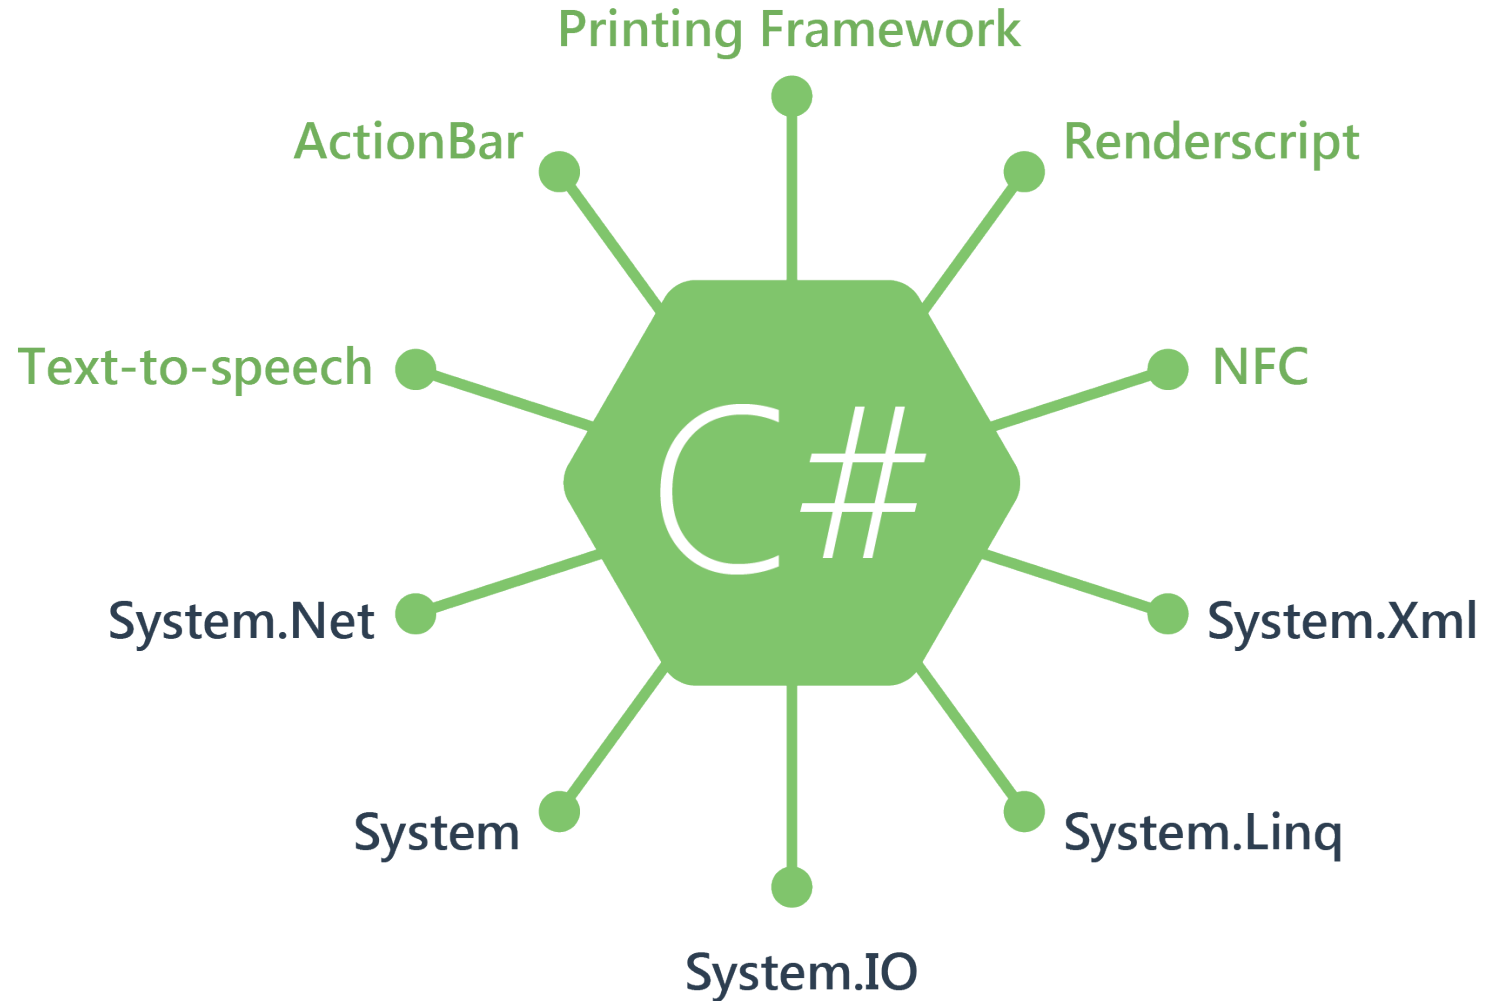 Printing Framework
ActionBar
Renderscript
Text-to-speech
NFC
C#
System.Net
System.Xml
System
System.Linq
System.IO